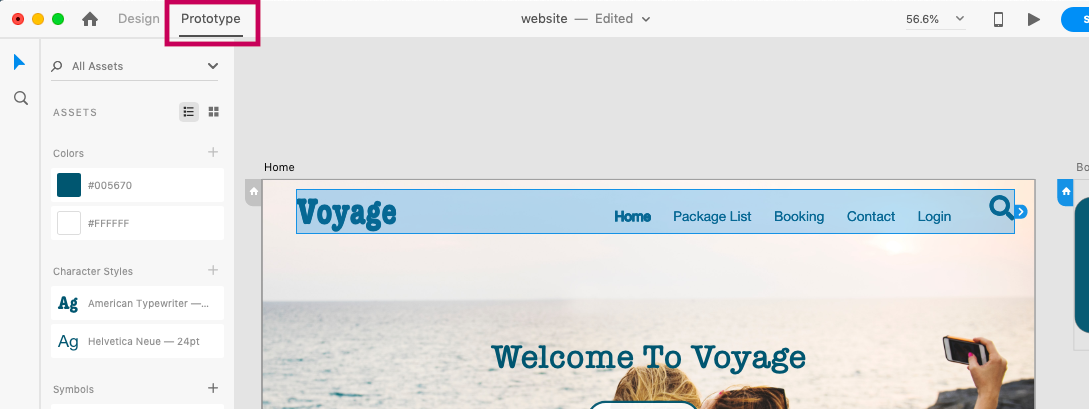 Design Prototype website — Edited 56.6%
All Assets
ASSETS
Colors
#005670
#FFFFFF
Character Styles
Ag American Typewriter —...
Ag Helvetica Neue — 24pt
Symbols
Home
Voyage Home Package List Booking Contact Login
Welcome To Voyage